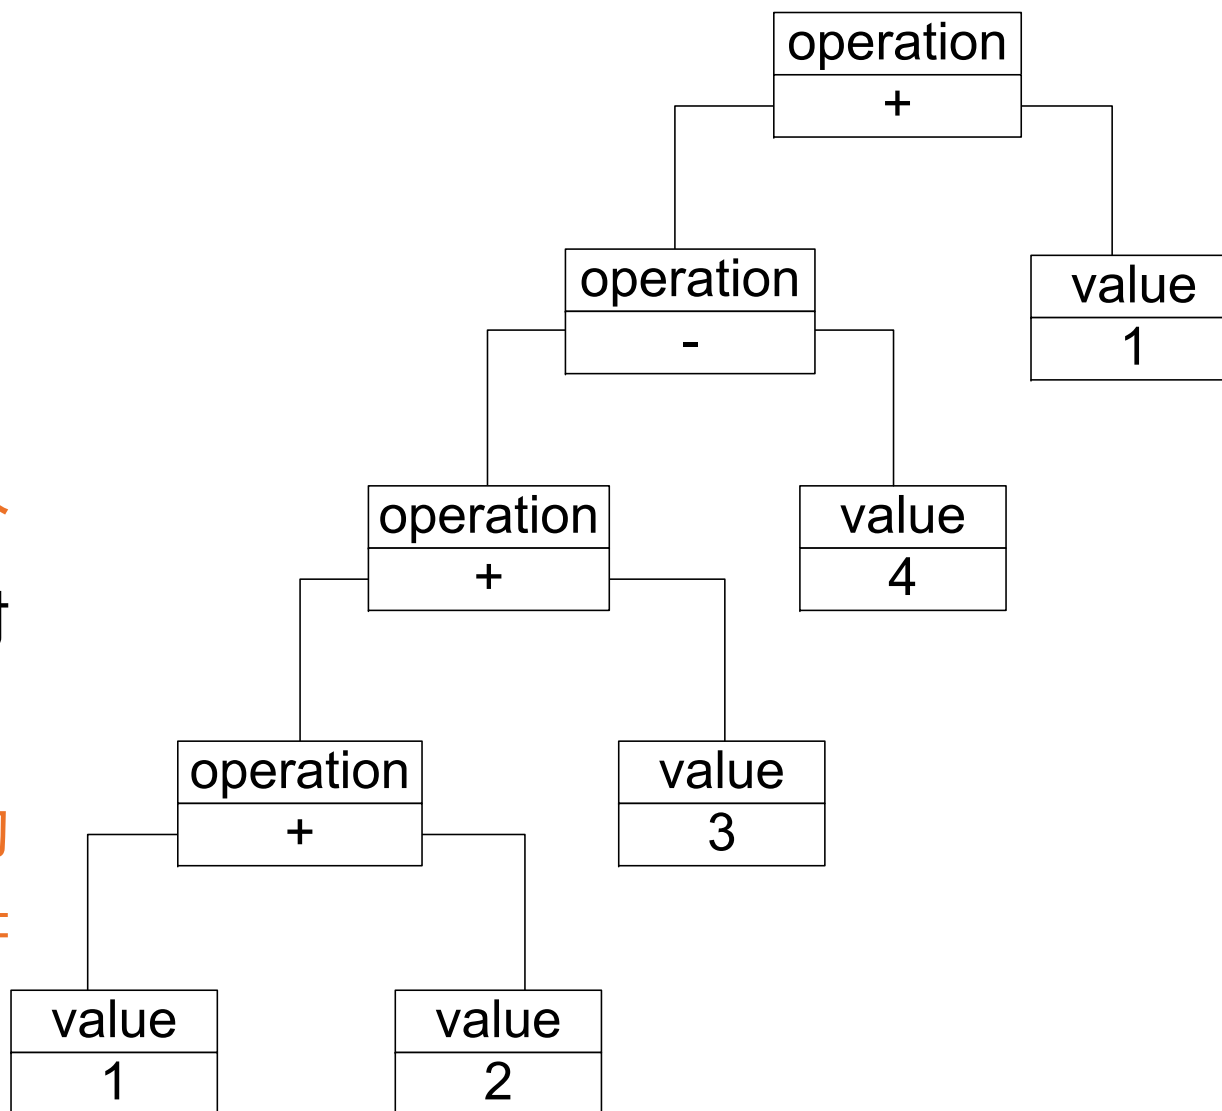 operation
+
operation
-
value
1
operation
+
value
4
operation
+
value
3
value
1
value
2